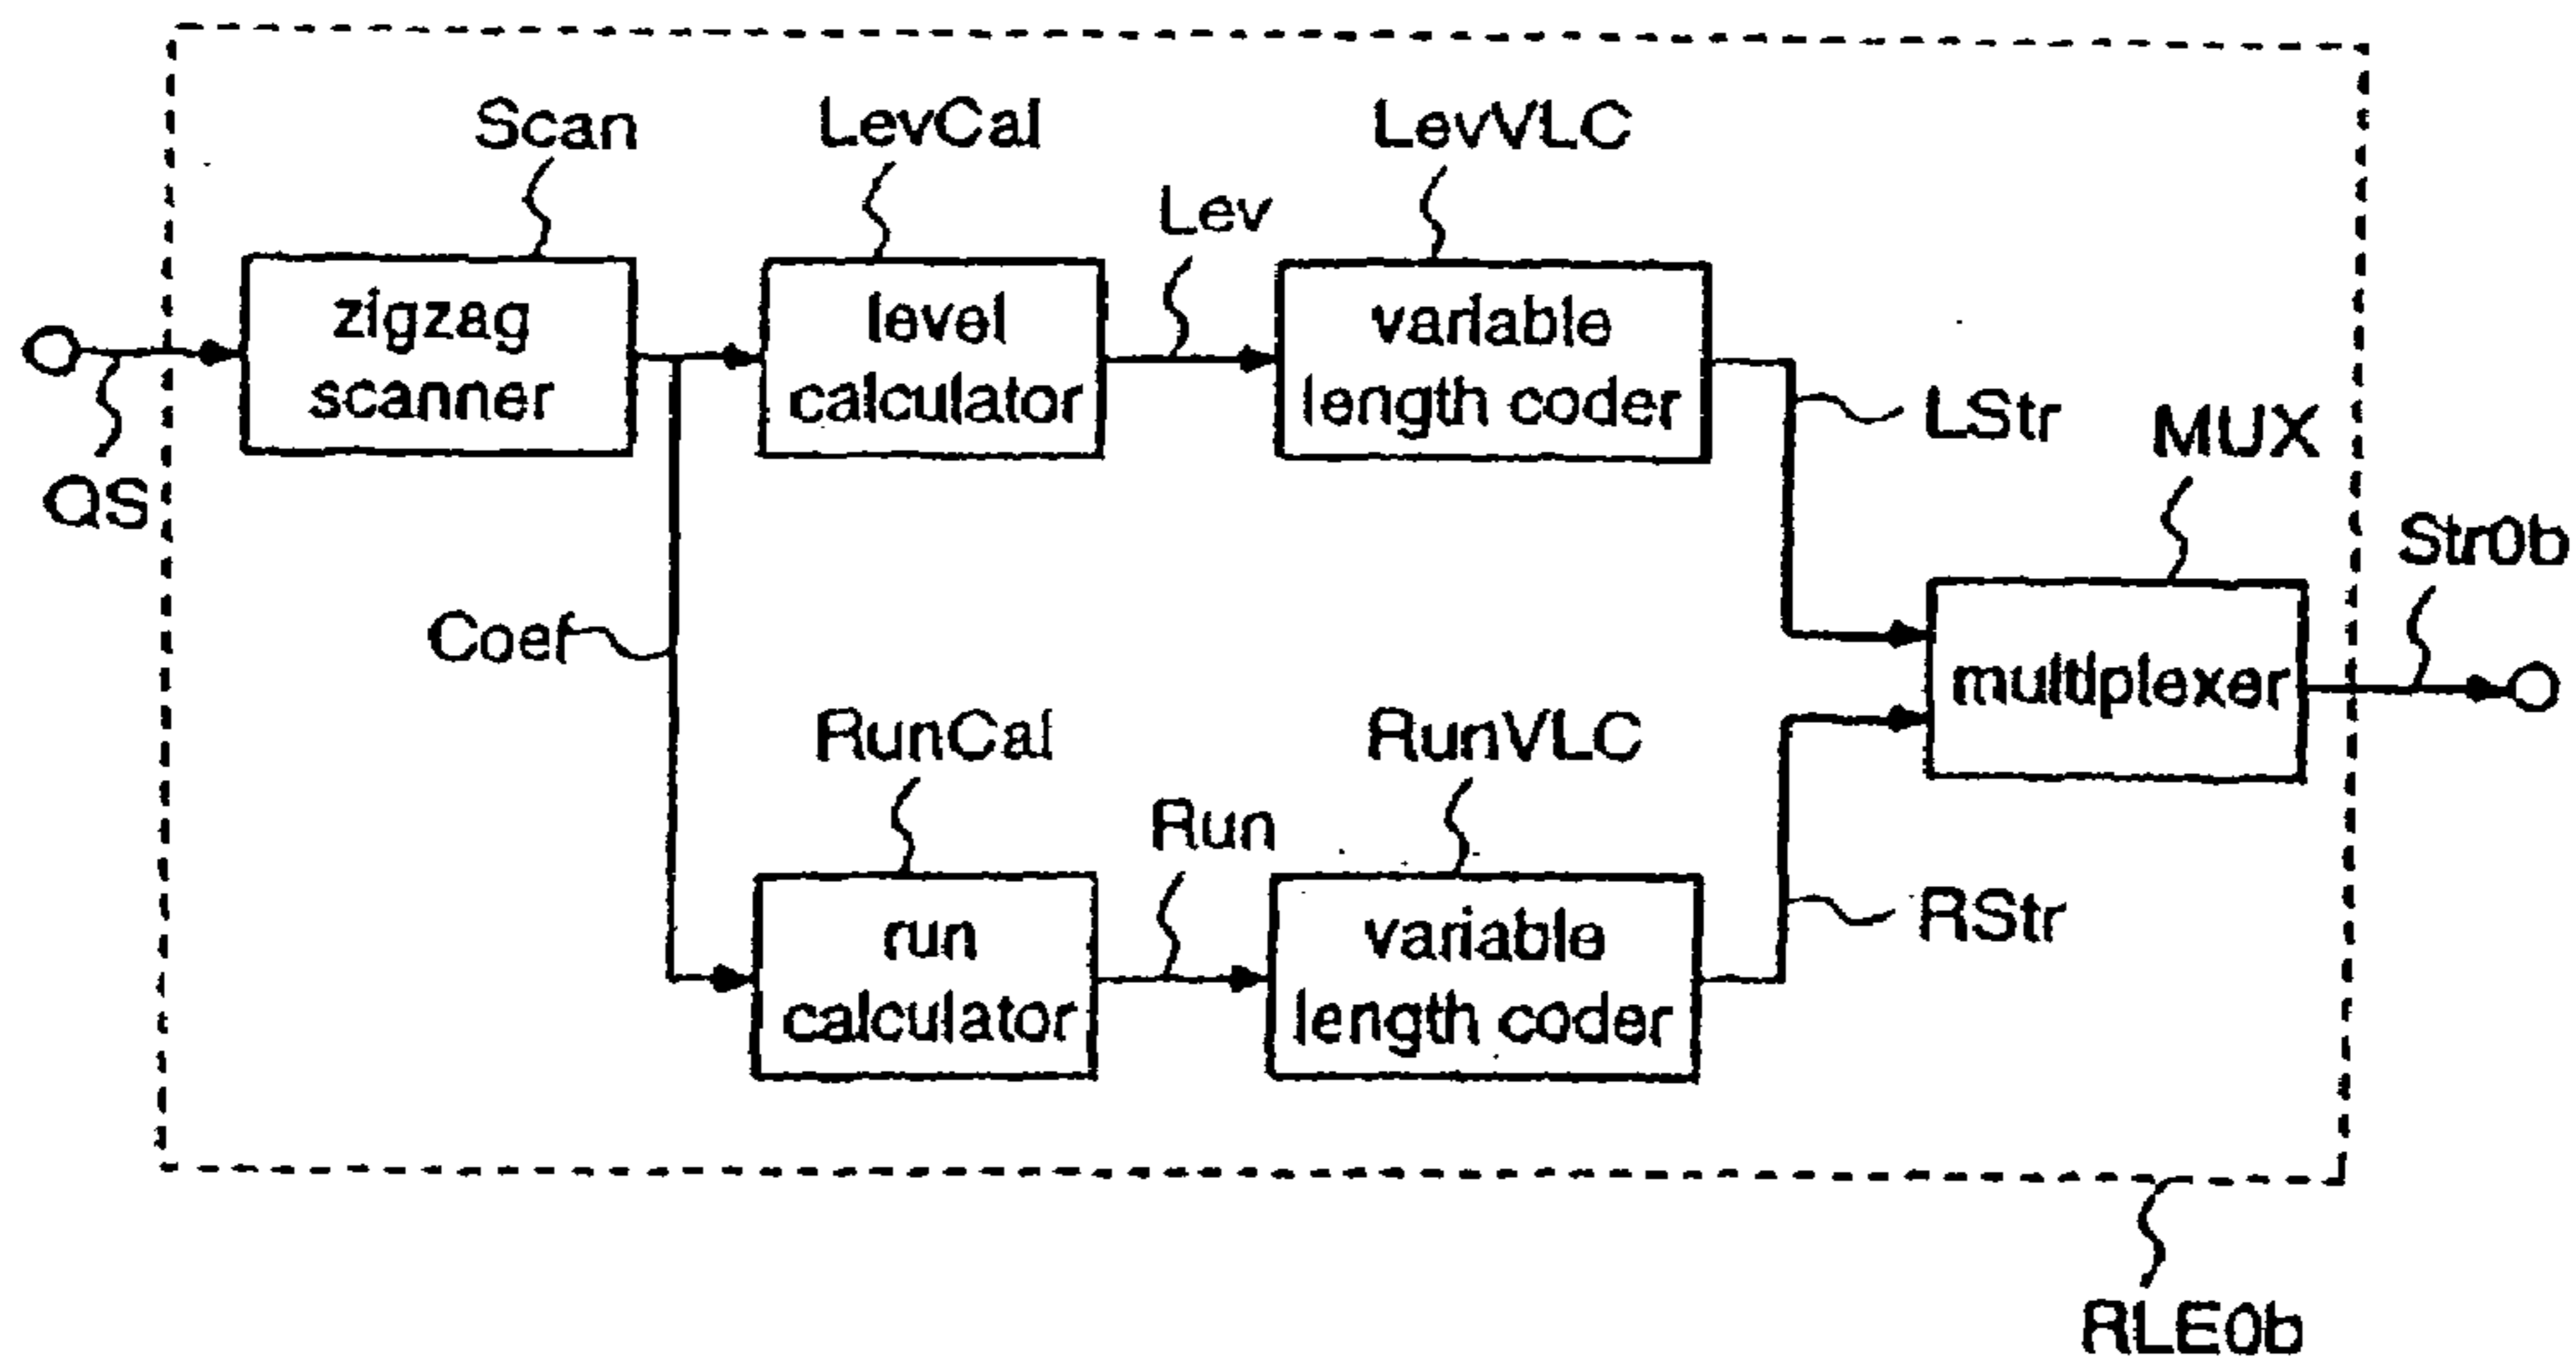 Scan
LevCal
LevVLC
Lev
zigzag
scanner
level
calculator
variable
length coder
QS
LStr
MUX
Str0b
Coef
multiplexer
RunCal
Run
RunVLC
run
calculator
variable
length coder
RStr
RLE0b